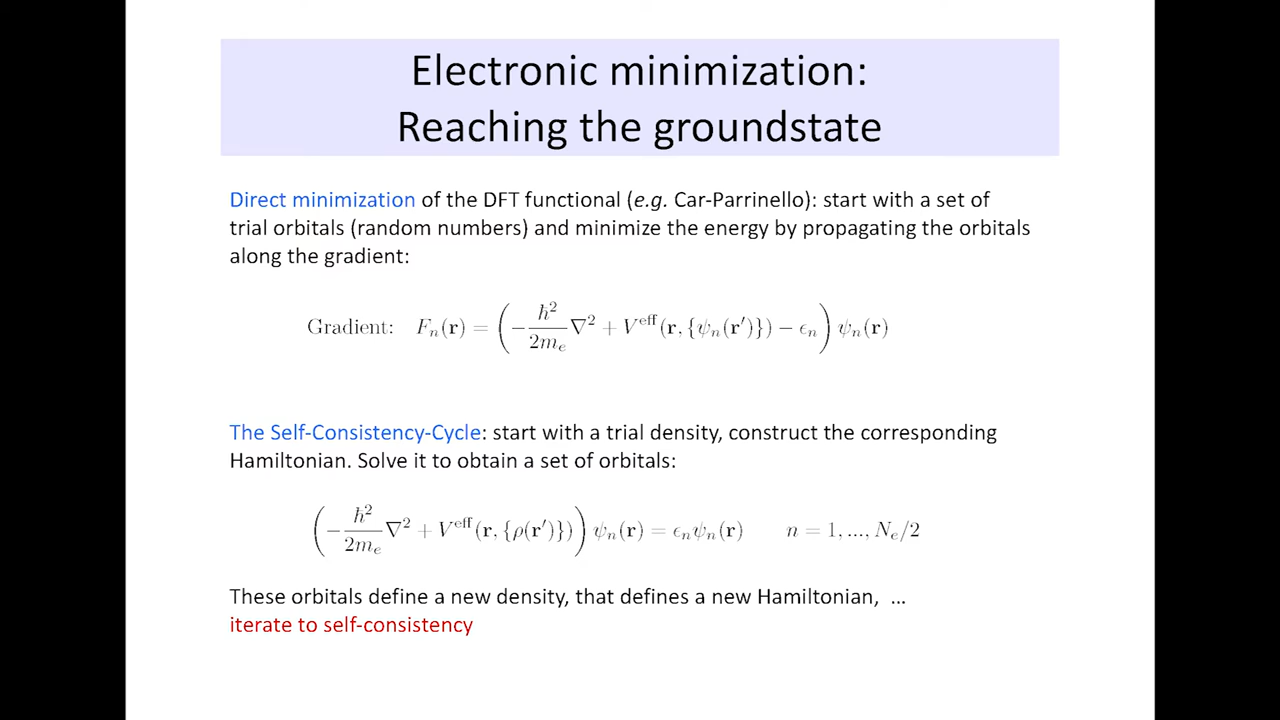 Electronic minimization:
Reaching the groundstate
Direct minimization of the DFT functional (e.g. Car-Parrinello): start with a set of
trial orbitals (random numbers) and minimize the energy by propagating the orbitals
along the gradient:
Gradient: Fₙ(𝐫) = (−ħ²/2mₑ ∇² + V^eff(𝐫, {ψₙ(𝐫′)}) − ϵₙ) ψₙ(𝐫)
The Self-Consistency-Cycle: start with a trial density, construct the corresponding
Hamiltonian. Solve it to obtain a set of orbitals:
(−ħ²/2mₑ ∇² + V^eff(𝐫, {ρ(𝐫′)})) ψₙ(𝐫) = ϵₙψₙ(𝐫) n = 1, ..., Nₑ/2
These orbitals define a new density, that defines a new Hamiltonian, ...
iterate to self-consistency